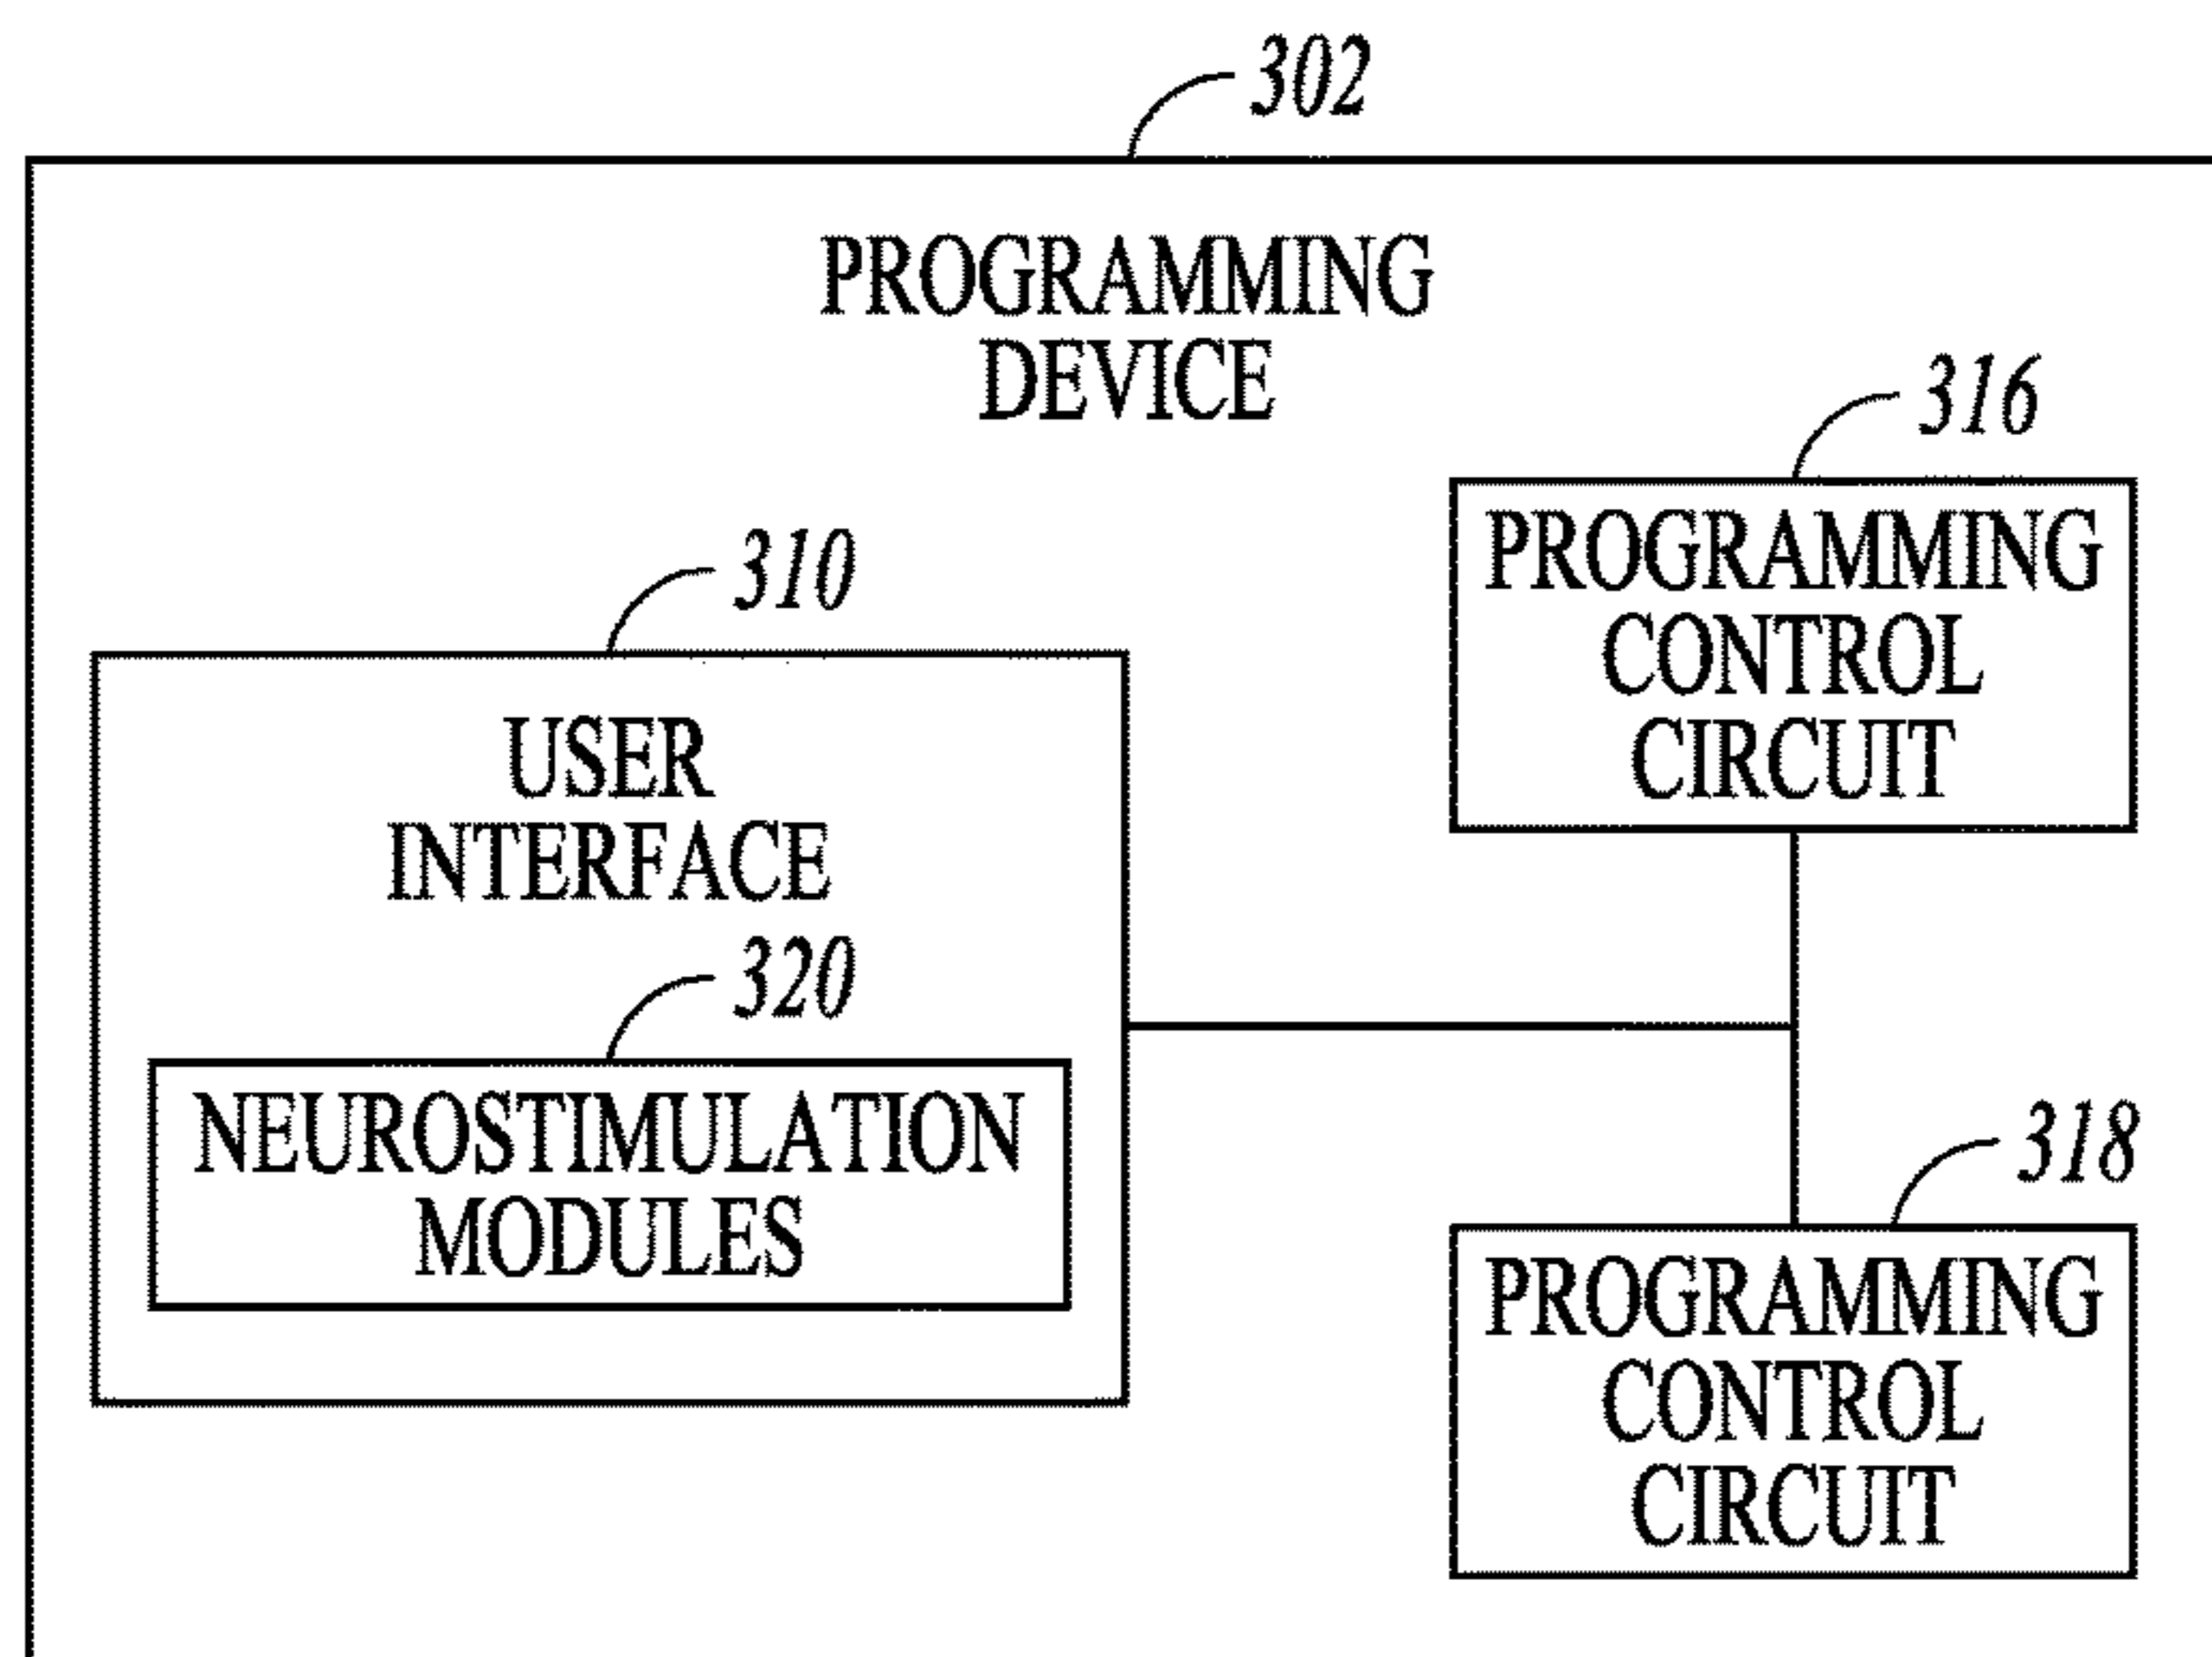 302
PROGRAMMING
DEVICE
316
PROGRAMMING
CONTROL
CIRCUIT
310
USER
INTERFACE
320
NEUROSTIMULATION
MODULES
318
PROGRAMMING
CONTROL
CIRCUIT